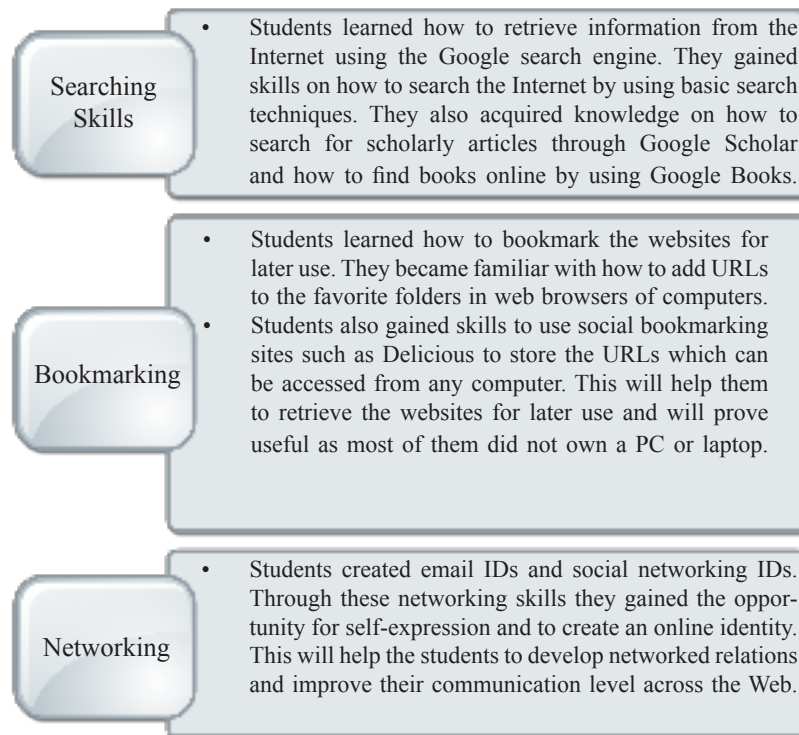 Searching
Skills
• Students learned how to retrieve information from the
Internet using the Google search engine. They gained
skills on how to search the Internet by using basic search
techniques. They also acquired knowledge on how to
search for scholarly articles through Google Scholar
and how to find books online by using Google Books.
Bookmarking
• Students learned how to bookmark the websites for
later use. They became familiar with how to add URLs
to the favorite folders in web browsers of computers.
• Students also gained skills to use social bookmarking
sites such as Delicious to store the URLs which can
be accessed from any computer. This will help them
to retrieve the websites for later use and will prove
useful as most of them did not own a PC or laptop.
Networking
• Students created email IDs and social networking IDs.
Through these networking skills they gained the oppor-
tunity for self-expression and to create an online identity.
This will help the students to develop networked relations
and improve their communication level across the Web.